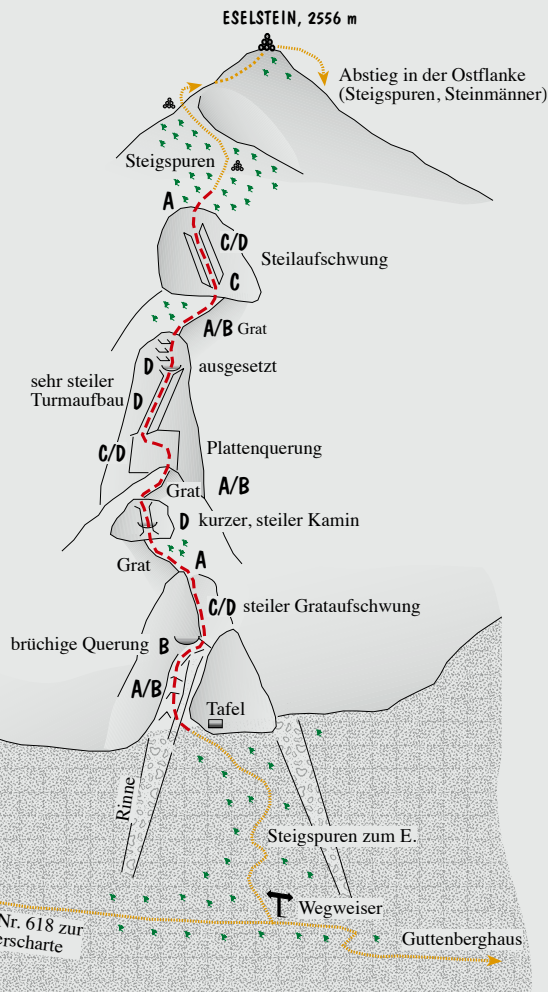 ESELSTEIN, 2556 m
Abstieg in der Ostflanke
(Steigspuren, Steinmänner)
Steigspuren
A
C/D
Steilaufschwung
C
A/B Grat
D ausgesetzt
sehr steiler
Turmaufbau D
C/D Plattenquerung
Grat A/B
D kurzer, steiler Kamin
Grat A
C/D steiler Grataufschwung
brüchige Querung B
A/B
Tafel
Rinne
Steigspuren zum E.
Wegweiser
Nr. 618 zur
erscharte
Guttenberghaus